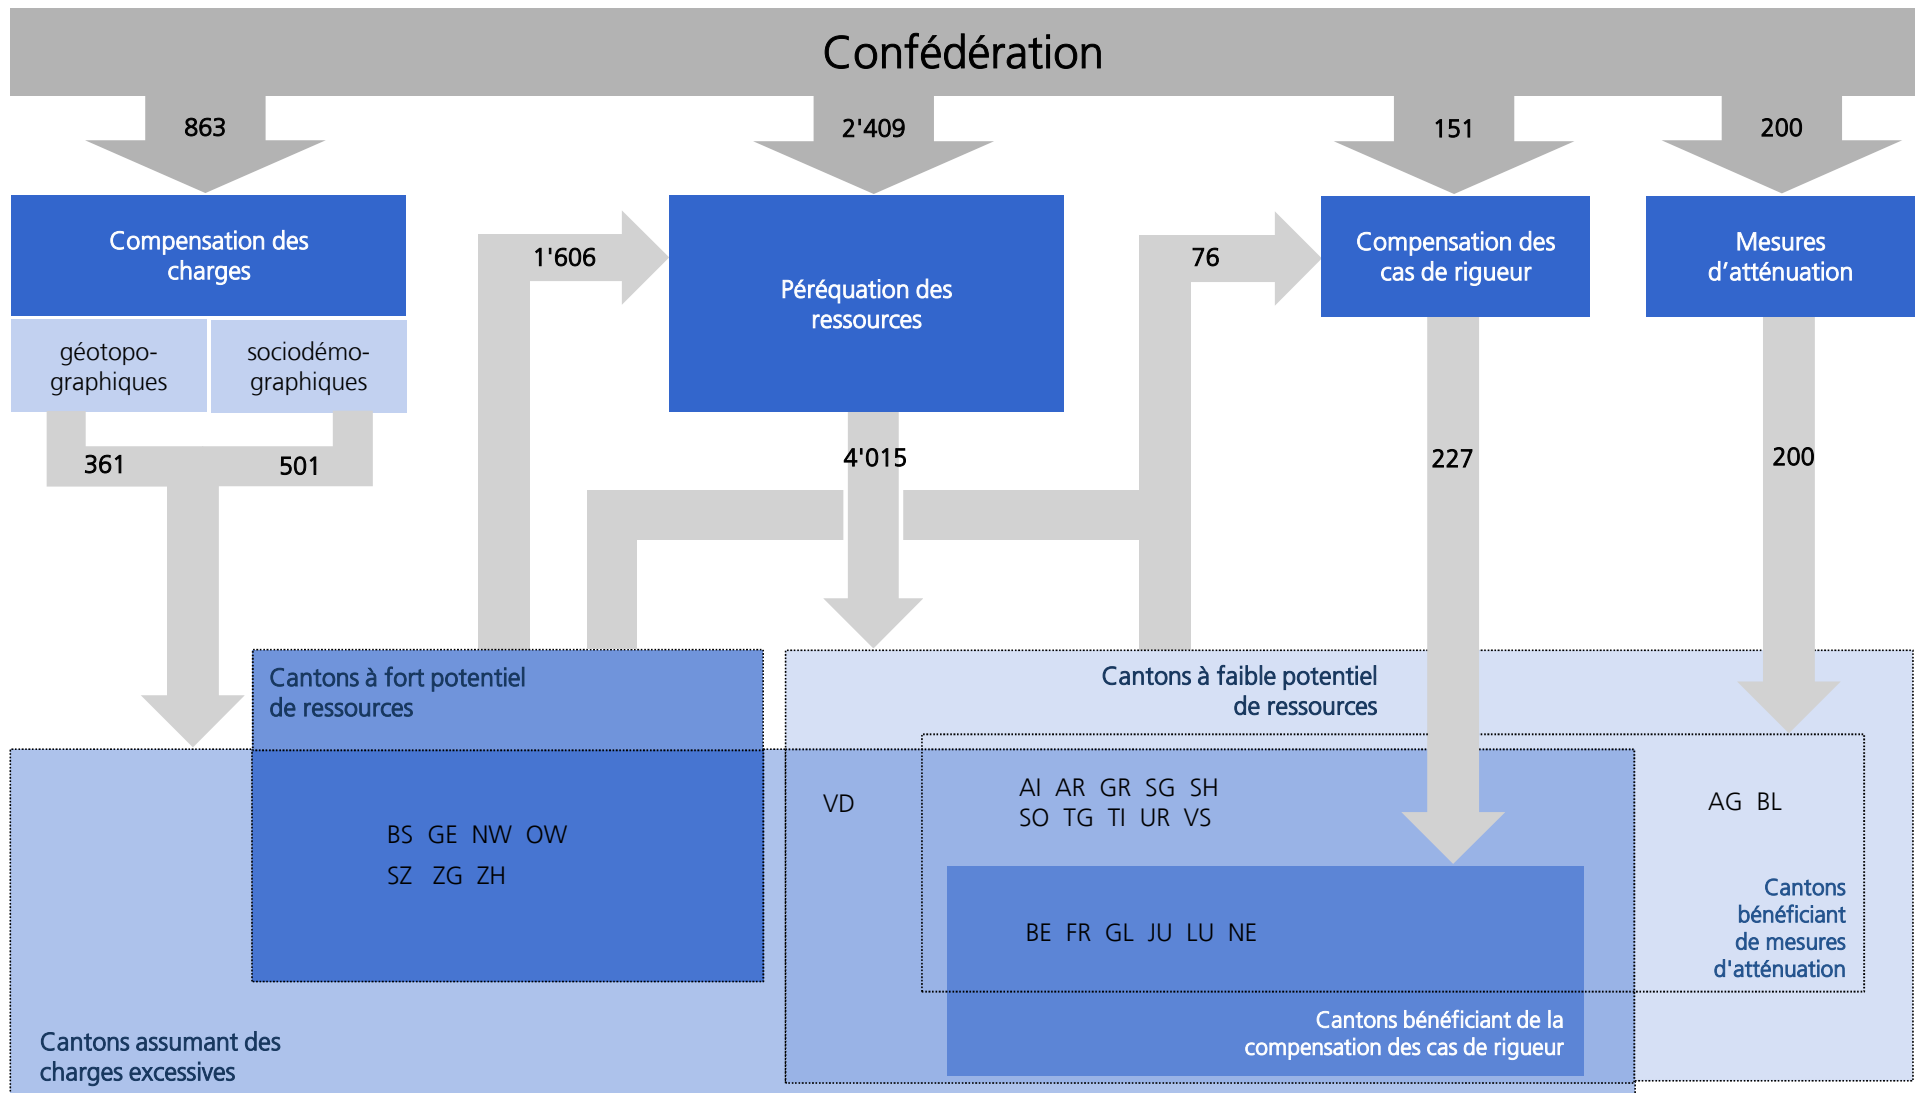 Confédération
863
2'409
151
200
Compensation des
charges
1'606
Péréquation des
ressources
76
Compensation des
cas de rigueur
Mesures
d’atténuation
géotopo-
graphiques
sociodémo-
graphiques
361
501
4'015
227
200
Cantons à fort potentiel
de ressources
Cantons à faible potentiel
de ressources
BS GE NW OW
SZ ZG ZH
VD
AI AR GR SG SH
SO TG TI UR VS
AG BL
BE FR GL JU LU NE
Cantons
bénéficiant
de mesures
d'atténuation
Cantons bénéficiant de la
compensation des cas de rigueur
Cantons assumant des
charges excessives